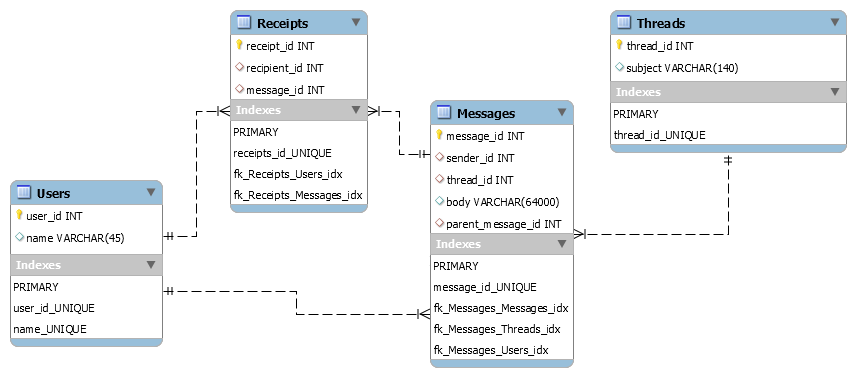 Receipts
receipt_id INT
recipient_id INT
message_id INT
Indexes
PRIMARY
receipts_id_UNIQUE
fk_Receipts_Users_idx
fk_Receipts_Messages_idx
Threads
thread_id INT
subject VARCHAR(140)
Indexes
PRIMARY
thread_id_UNIQUE
Messages
message_id INT
sender_id INT
thread_id INT
body VARCHAR(64000)
parent_message_id INT
Indexes
PRIMARY
message_id_UNIQUE
fk_Messages_Messages_idx
fk_Messages_Threads_idx
fk_Messages_Users_idx
Users
user_id INT
name VARCHAR(45)
Indexes
PRIMARY
user_id_UNIQUE
name_UNIQUE